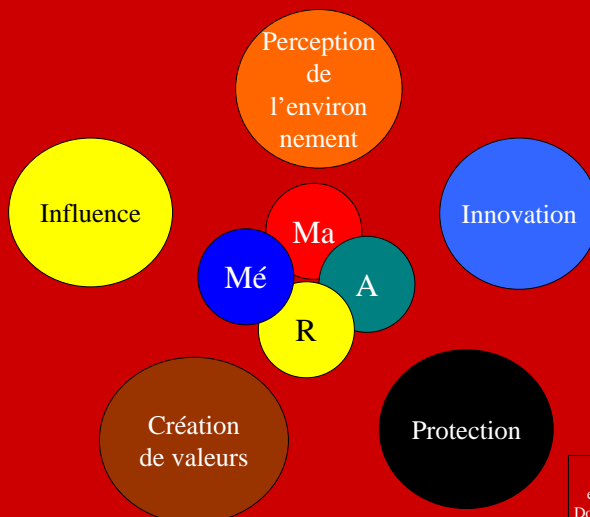 Perception
de
l’environ
nement
Influence
Innovation
Ma
Mé
A
R
Création
de valeurs
Protection